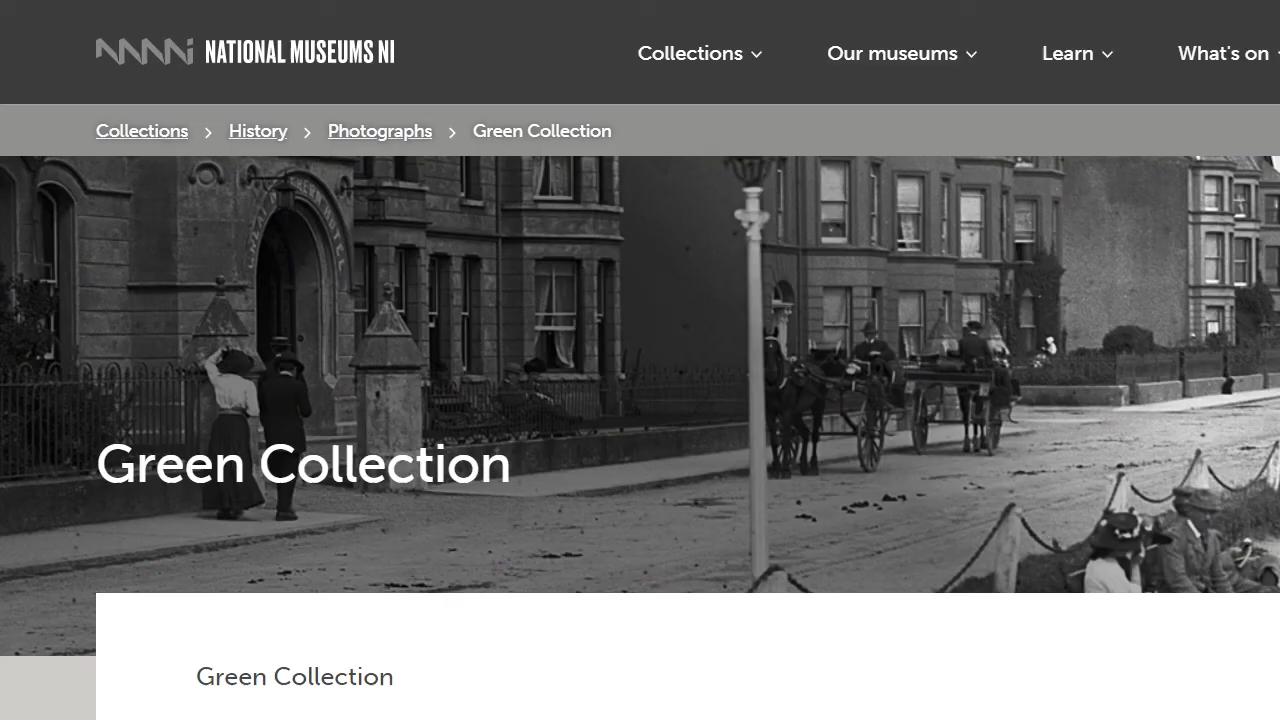 NATIONAL MUSEUMS NI
Collections
Our museums
Learn
What's on
Collections > History > Photographs > Green Collection
Green Collection
Green Collection